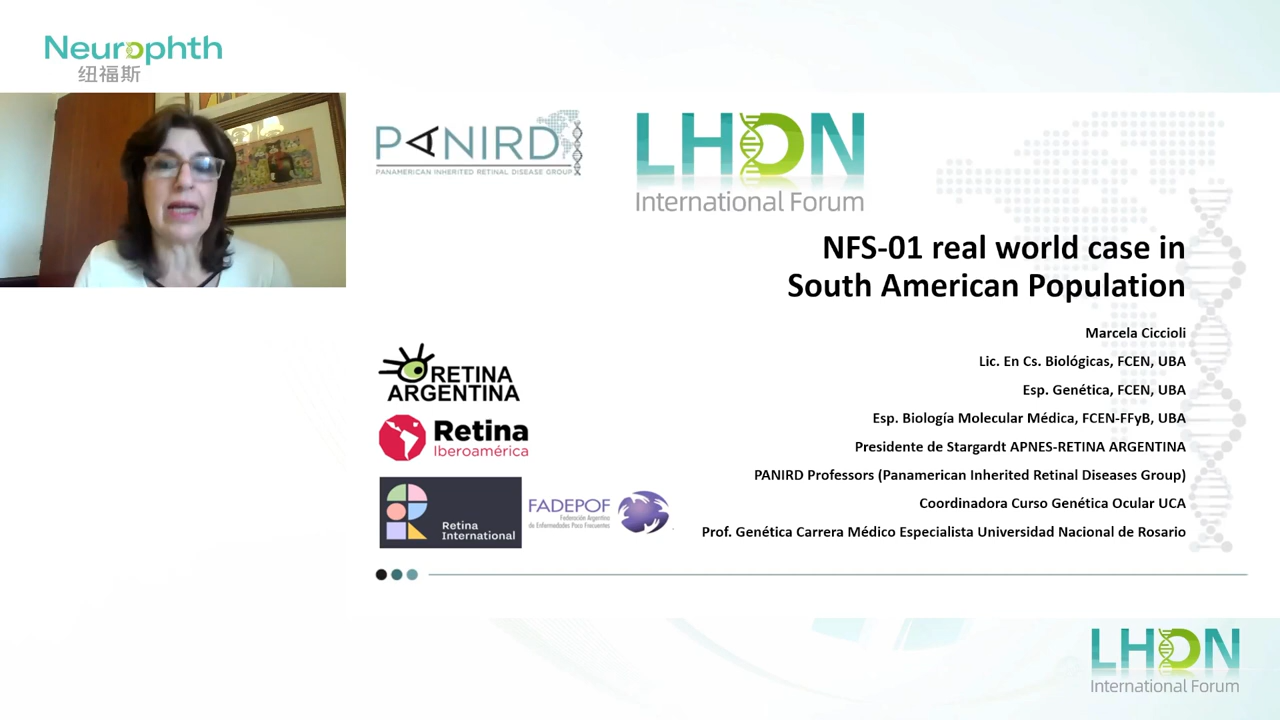 Neurophth
纽福斯
PANIRD
PANAMERICAN INHERITED RETINAL DISEASE GROUP
LHON
International Forum
NFS-01 real world case in
South American Population
Marcela Ciccioli
Lic. En Cs. Biológicas, FCEN, UBA
Esp. Genética, FCEN, UBA
Esp. Biología Molecular Médica, FCEN-FFyB, UBA
Presidente de Stargardt APNES-RETINA ARGENTINA
PANIRD Professors (Panamerican Inherited Retinal Diseases Group)
Coordinadora Curso Genética Ocular UCA
Prof. Genética Carrera Médico Especialista Universidad Nacional de Rosario
RETINA
ARGENTINA
Retina
Iberoamérica
Retina
International
FADEPOF
Federación Argentina
de Enfermedades Poco Frecuentes
LHON
International Forum